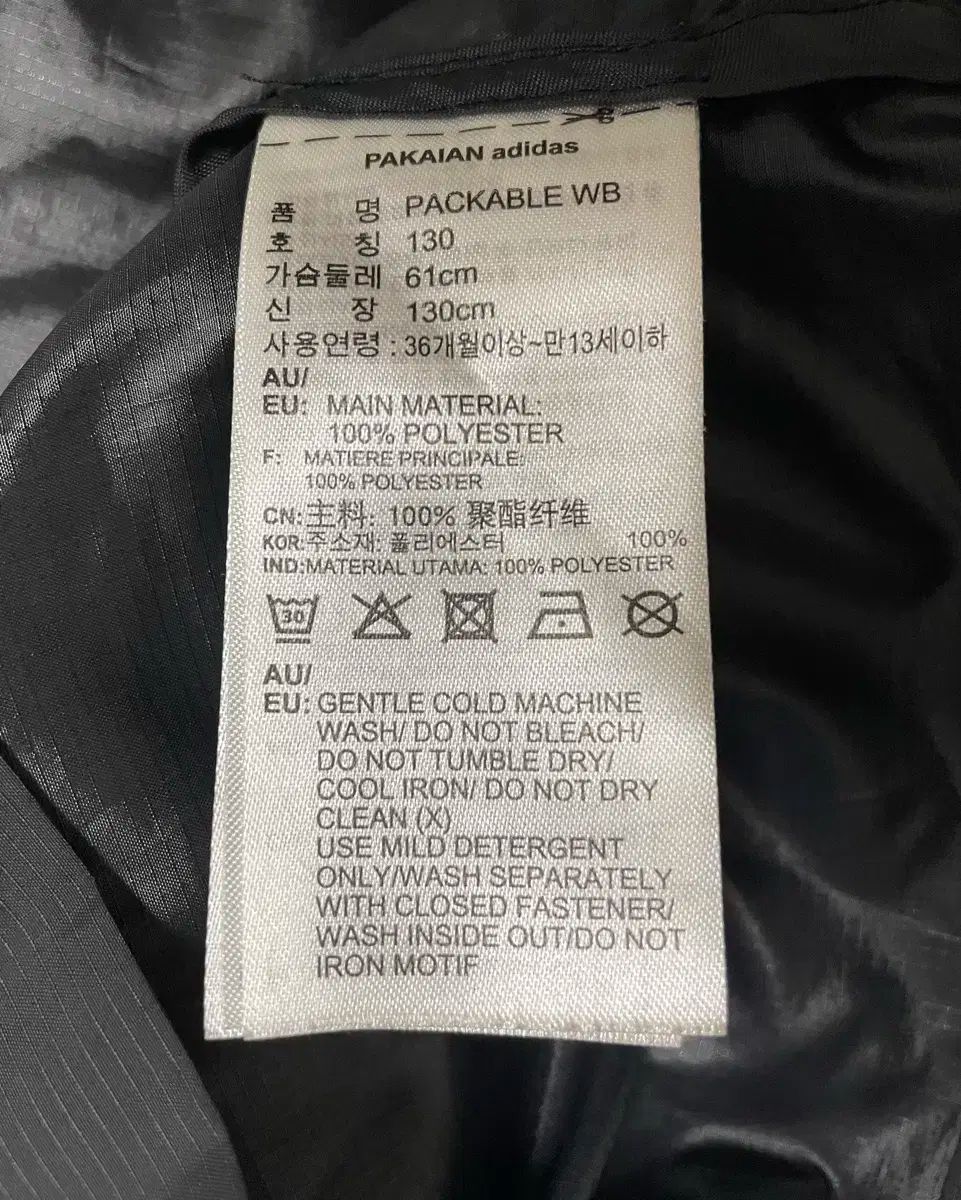 PAKAIAN adidas
품 명 PACKABLE WB
호 칭 130
가슴둘레 61cm
신 장 130cm
사용연령 : 36개월이상~만13세이하
AU/
EU: MAIN MATERIAL:
100% POLYESTER
F: MATIERE PRINCIPALE:
100% POLYESTER
CN:主料: 100% 聚酯纤维
KOR:주소재: 폴리에스터 100%
IND:MATERIAL UTAMA: 100% POLYESTER
30
AU/
EU: GENTLE COLD MACHINE
WASH/ DO NOT BLEACH/
DO NOT TUMBLE DRY/
COOL IRON/ DO NOT DRY
CLEAN (X)
USE MILD DETERGENT
ONLY/WASH SEPARATELY
WITH CLOSED FASTENER/
WASH INSIDE OUT/DO NOT
IRON MOTIF